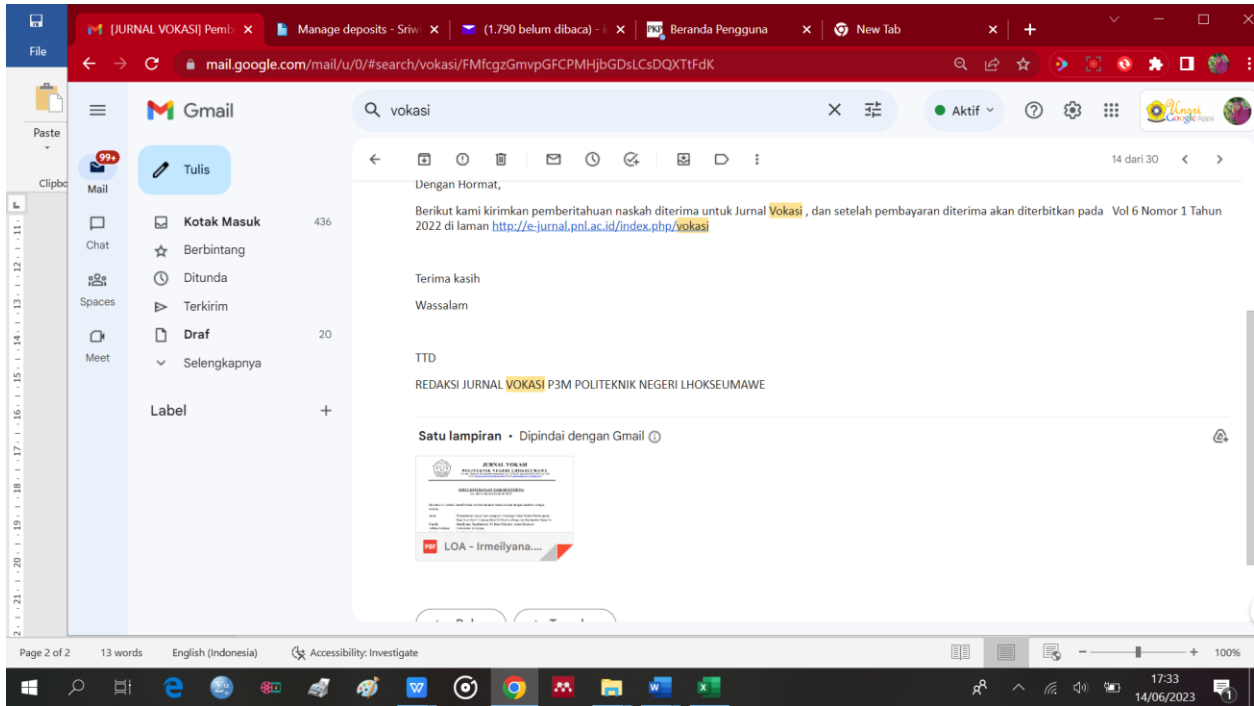 File
[JURNAL VOKASI] Pemb
Manage deposits - Sriw
(1.790 belum dibaca) - i
PKP Beranda Pengguna
New Tab
mail.google.com/mail/u/0/#search/vokasi/FMfcgzGmvpGFCPMHjbGDsLCsDQXTtFdK
Paste
Gmail
vokasi
Aktif
99+
Mail
Tulis
14 dari 30
Chat
Spaces
Meet
Kotak Masuk 436
Berbintang
Ditunda
Terkirim
Draf 20
Selengkapnya
Label
Dengan Hormat,
Berikut kami kirimkan pemberitahuan naskah diterima untuk Jurnal Vokasi , dan setelah pembayaran diterima akan diterbitkan pada Vol 6 Nomor 1 Tahun
2022 di laman http://e-jurnal.pnl.ac.id/index.php/vokasi
Terima kasih
Wassalam
TTD
REDAKSI JURNAL VOKASI P3M POLITEKNIK NEGERI LHOKSEUMAWE
Satu lampiran • Dipindai dengan Gmail
JURNAL VOKASI
POLITEKNIK NEGERI LHOKSEUMAWE
PDF LOA - Irmeilyana....
Page 2 of 2 13 words English (Indonesia) Accessibility: Investigate 100%
17:33
14/06/2023